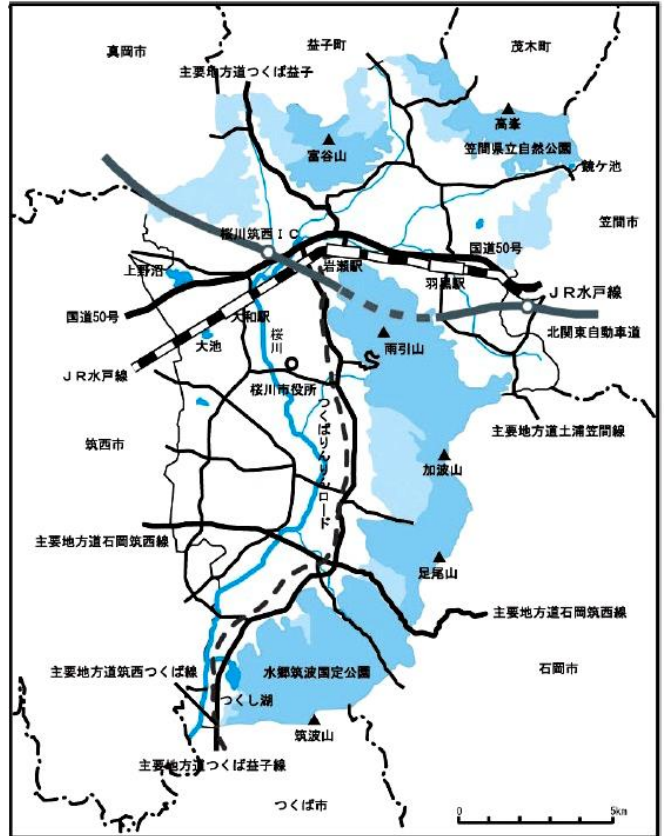 真岡市
益子町
茂木町
主要地方道つくば益子
高峯
富谷山
笠間県立自然公園
鏡ケ池
笠間市
桜川筑西IC
国道50号
上野沼
岩瀬駅
羽黒駅
JR水戸線
国道50号
大和駅
北関東自動車道
大池
桜川
雨引山
JR水戸線
桜川市役所
主要地方道土浦笠間線
つくばりんりんロード
筑西市
加波山
主要地方道石岡筑西線
足尾山
主要地方道石岡筑西線
主要地方道筑西つくば線
水郷筑波国定公園
石岡市
つくし湖
筑波山
主要地方道つくば益子線
つくば市
0
5km